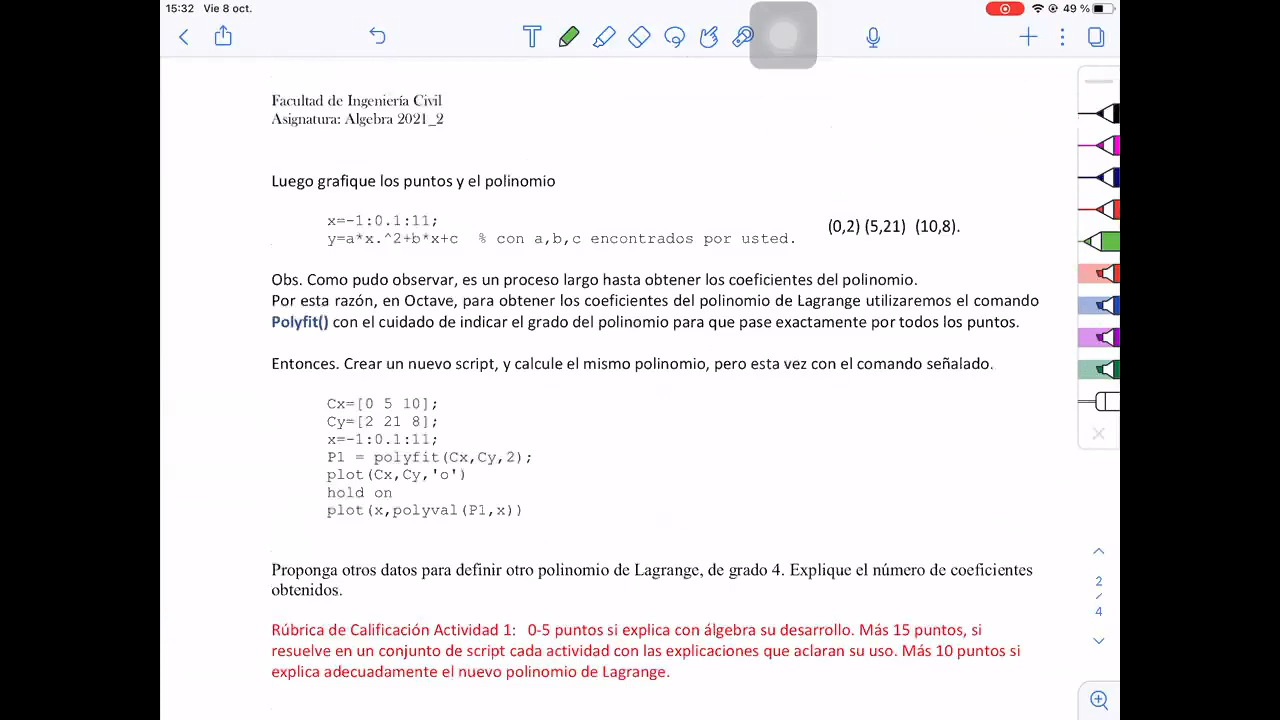 15:32 Vie 8 oct.
49 %
Facultad de Ingeniería Civil
Asignatura: Algebra 2021_2
Luego grafique los puntos y el polinomio
x=-1:0.1:11;
y=a*x.^2+b*x+c % con a,b,c encontrados por usted.
(0,2) (5,21) (10,8).
Obs. Como pudo observar, es un proceso largo hasta obtener los coeficientes del polinomio.
Por esta razón, en Octave, para obtener los coeficientes del polinomio de Lagrange utilizaremos el comando
Polyfit() con el cuidado de indicar el grado del polinomio para que pase exactamente por todos los puntos.
Entonces. Crear un nuevo script, y calcule el mismo polinomio, pero esta vez con el comando señalado.
Cx=[0 5 10];
Cy=[2 21 8];
x=-1:0.1:11;
P1 = polyfit(Cx,Cy,2);
plot(Cx,Cy,'o')
hold on
plot(x,polyval(P1,x))
Proponga otros datos para definir otro polinomio de Lagrange, de grado 4. Explique el número de coeficientes
obtenidos.
Rúbrica de Calificación Actividad 1: 0-5 puntos si explica con álgebra su desarrollo. Más 15 puntos, si
resuelve en un conjunto de script cada actividad con las explicaciones que aclaran su uso. Más 10 puntos si
explica adecuadamente el nuevo polinomio de Lagrange.
2
/
4